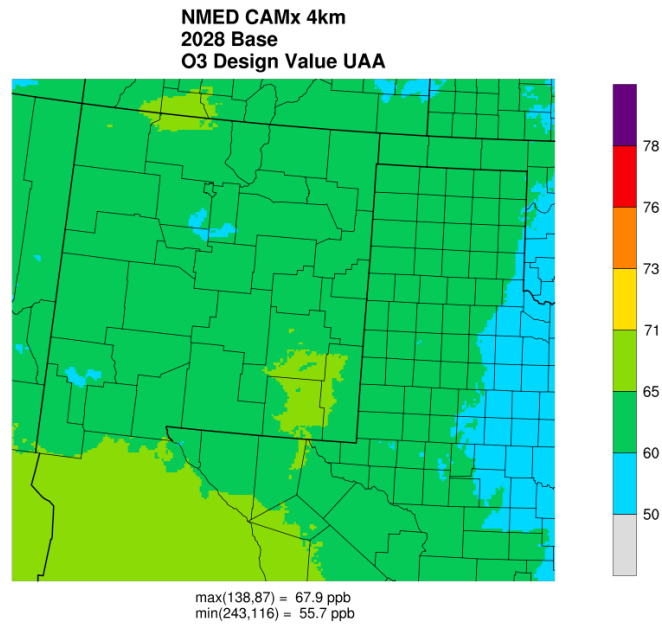 NMED CAMx 4km
2028 Base
O3 Design Value UAA
78
76
73
71
65
60
50
max(138,87) = 67.9 ppb
min(243,116) = 55.7 ppb